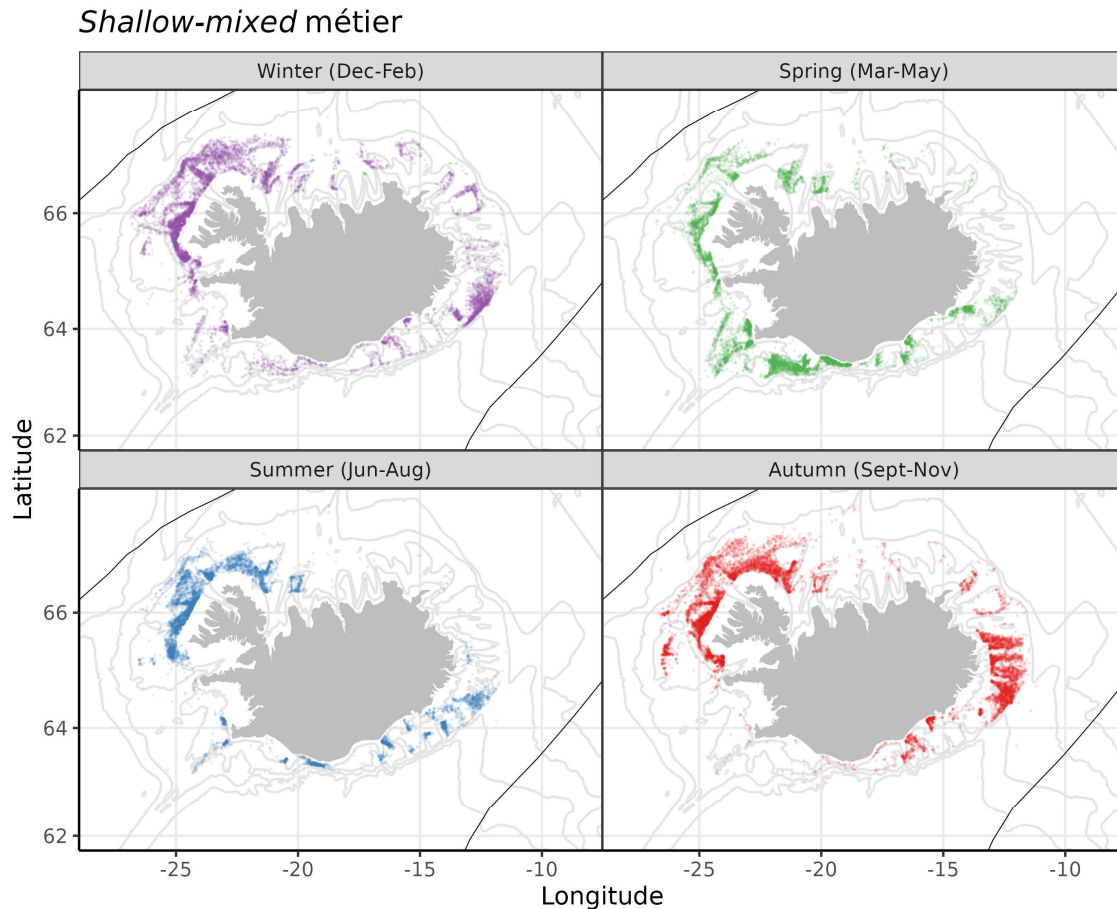 Shallow-mixed métier
Winter (Dec-Feb)
Spring (Mar-May)
66
64
62
Latitude
Summer (Jun-Aug)
Autumn (Sept-Nov)
66
64
62
-25
-20
-15
-10
-25
-20
-15
-10
Longitude